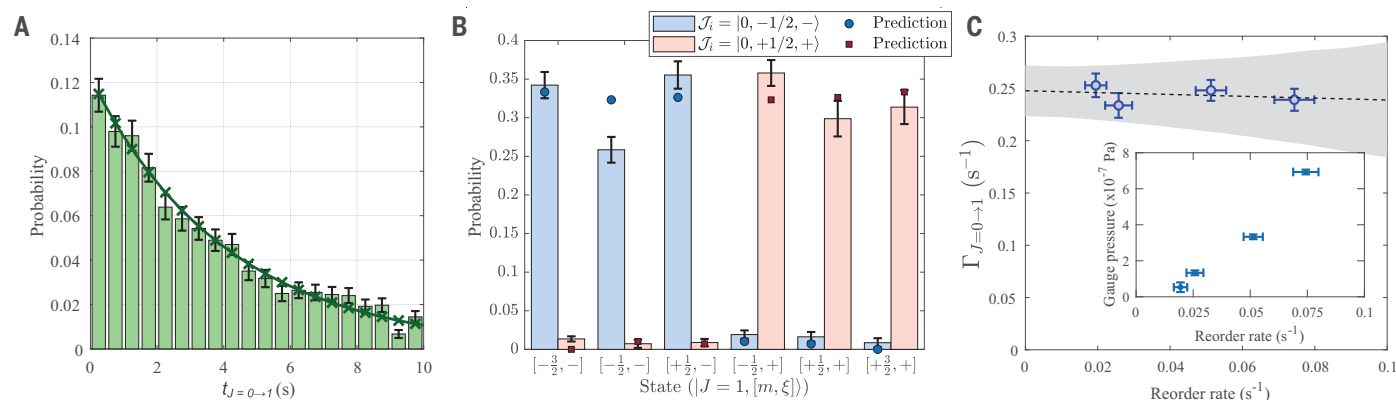 A
0.14
0.12
0.1
0.08
0.06
0.04
0.02
0
Probability
0 2 4 6 8 10
t_{J = 0→1} (s)
B
𝒥_i = |0, −1/2, −⟩ Prediction
𝒥_i = |0, +1/2, +⟩ Prediction
0.4
0.35
0.3
0.25
0.2
0.15
0.1
0.05
0
Probability
[−3/2, −] [−1/2, −] [+1/2, −] [−1/2, +] [+1/2, +] [+3/2, +]
State (|J = 1, [m, ξ]⟩)
C
0.3
0.25
0.2
0.15
0.1
0.05
0
Γ_{J=0→1} (s⁻¹)
0 0.02 0.04 0.06 0.08 0.1
Reorder rate (s⁻¹)
8
6
4
2
0
Gauge pressure (x10⁻⁷ Pa)
0 0.025 0.05 0.075 0.1
Reorder rate (s⁻¹)